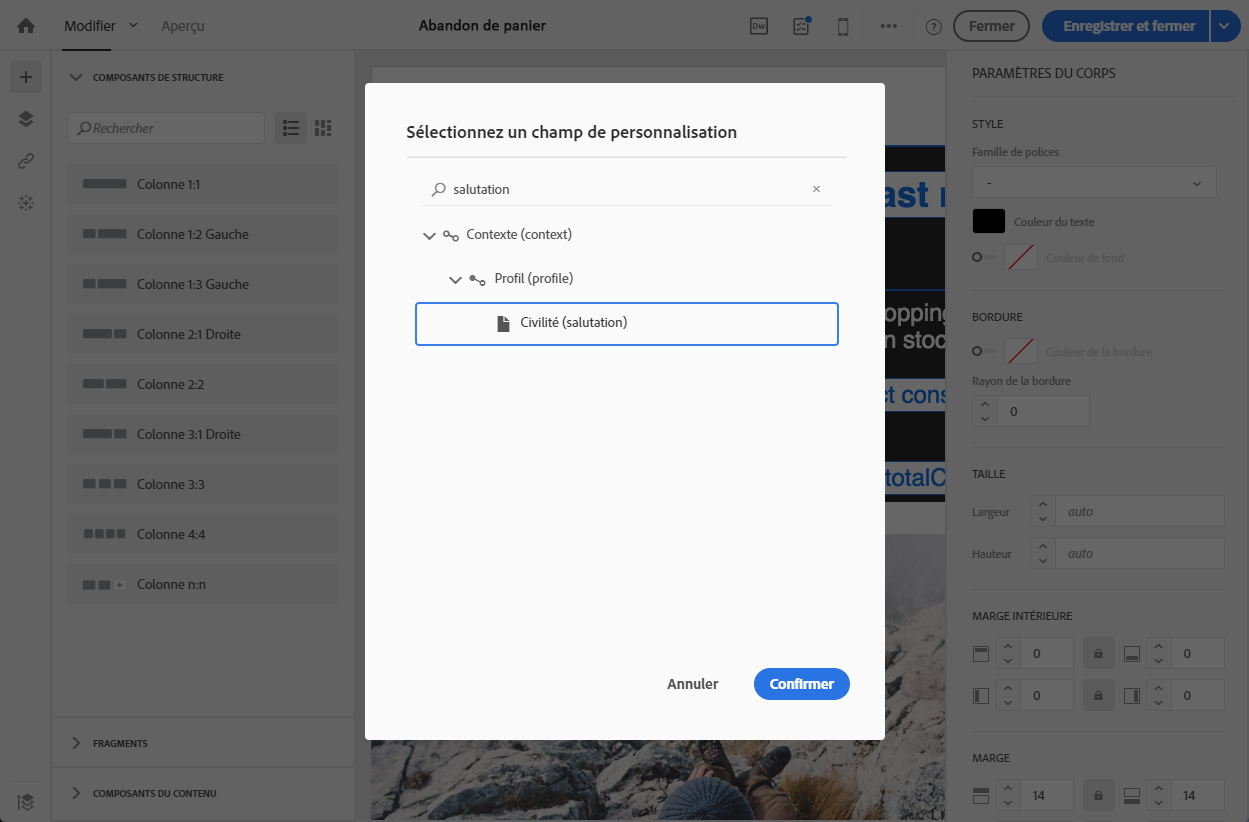 Modifier
Aperçu
Abandon de panier
Dw
Fermer
Enregistrer et fermer
COMPOSANTS DE STRUCTURE
Rechercher
Colonne 1:1
Colonne 1:2 Gauche
Colonne 1:3 Gauche
Colonne 2:1 Droite
Colonne 2:2
Colonne 3:1 Droite
Colonne 3:3
Colonne 4:4
Colonne n:n
FRAGMENTS
COMPOSANTS DU CONTENU
Sélectionnez un champ de personnalisation
salutation
Contexte (context)
Profil (profile)
Civilité (salutation)
Annuler
Confirmer
opping
n stoc
t cons
totalC
PARAMÈTRES DU CORPS
STYLE
Famille de polices
-
Couleur du texte
Couleur de fond
BORDURE
Couleur de la bordure
Rayon de la bordure
0
TAILLE
Largeur
auto
Hauteur
auto
MARGE INTÉRIEURE
0
0
0
0
MARGE
14
14